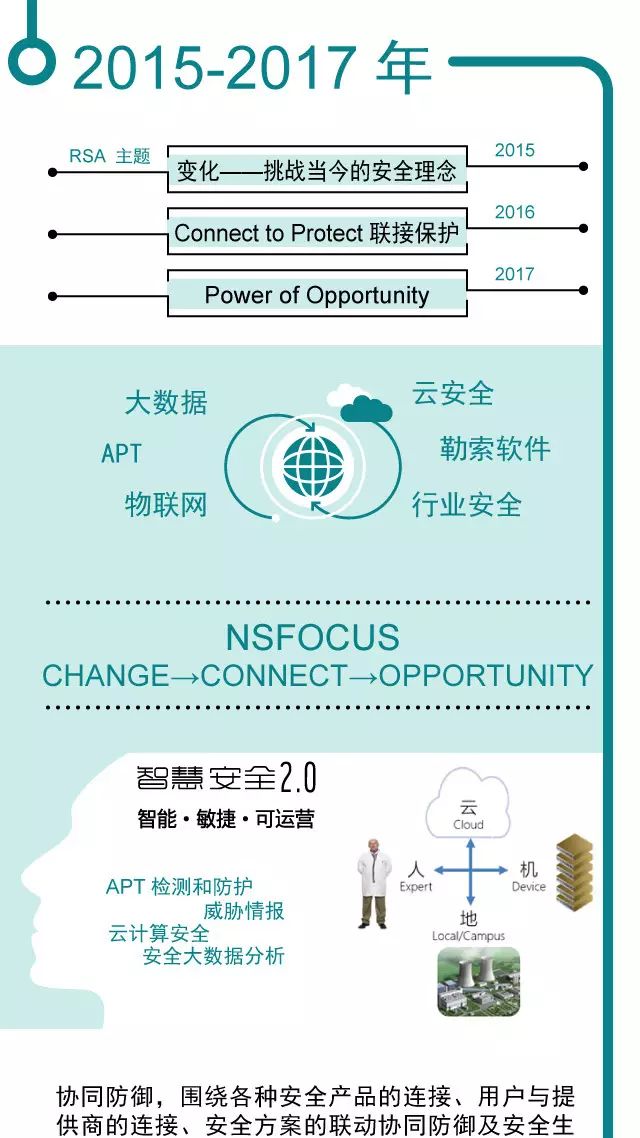 2015-2017 年
RSA 主题
变化——挑战当今的安全理念
2015
Connect to Protect 联接保护
2016
Power of Opportunity
2017
大数据
云安全
APT
勒索软件
物联网
行业安全
NSFOCUS
CHANGE→CONNECT→OPPORTUNITY
智慧安全2.0
智能·敏捷·可运营
APT 检测和防护
威胁情报
云计算安全
安全大数据分析
云
Cloud
人
Expert
机
Device
地
Local/Campus
协同防御，围绕各种安全产品的连接、用户与提
供商的连接、安全方案的联动协同防御及安全生